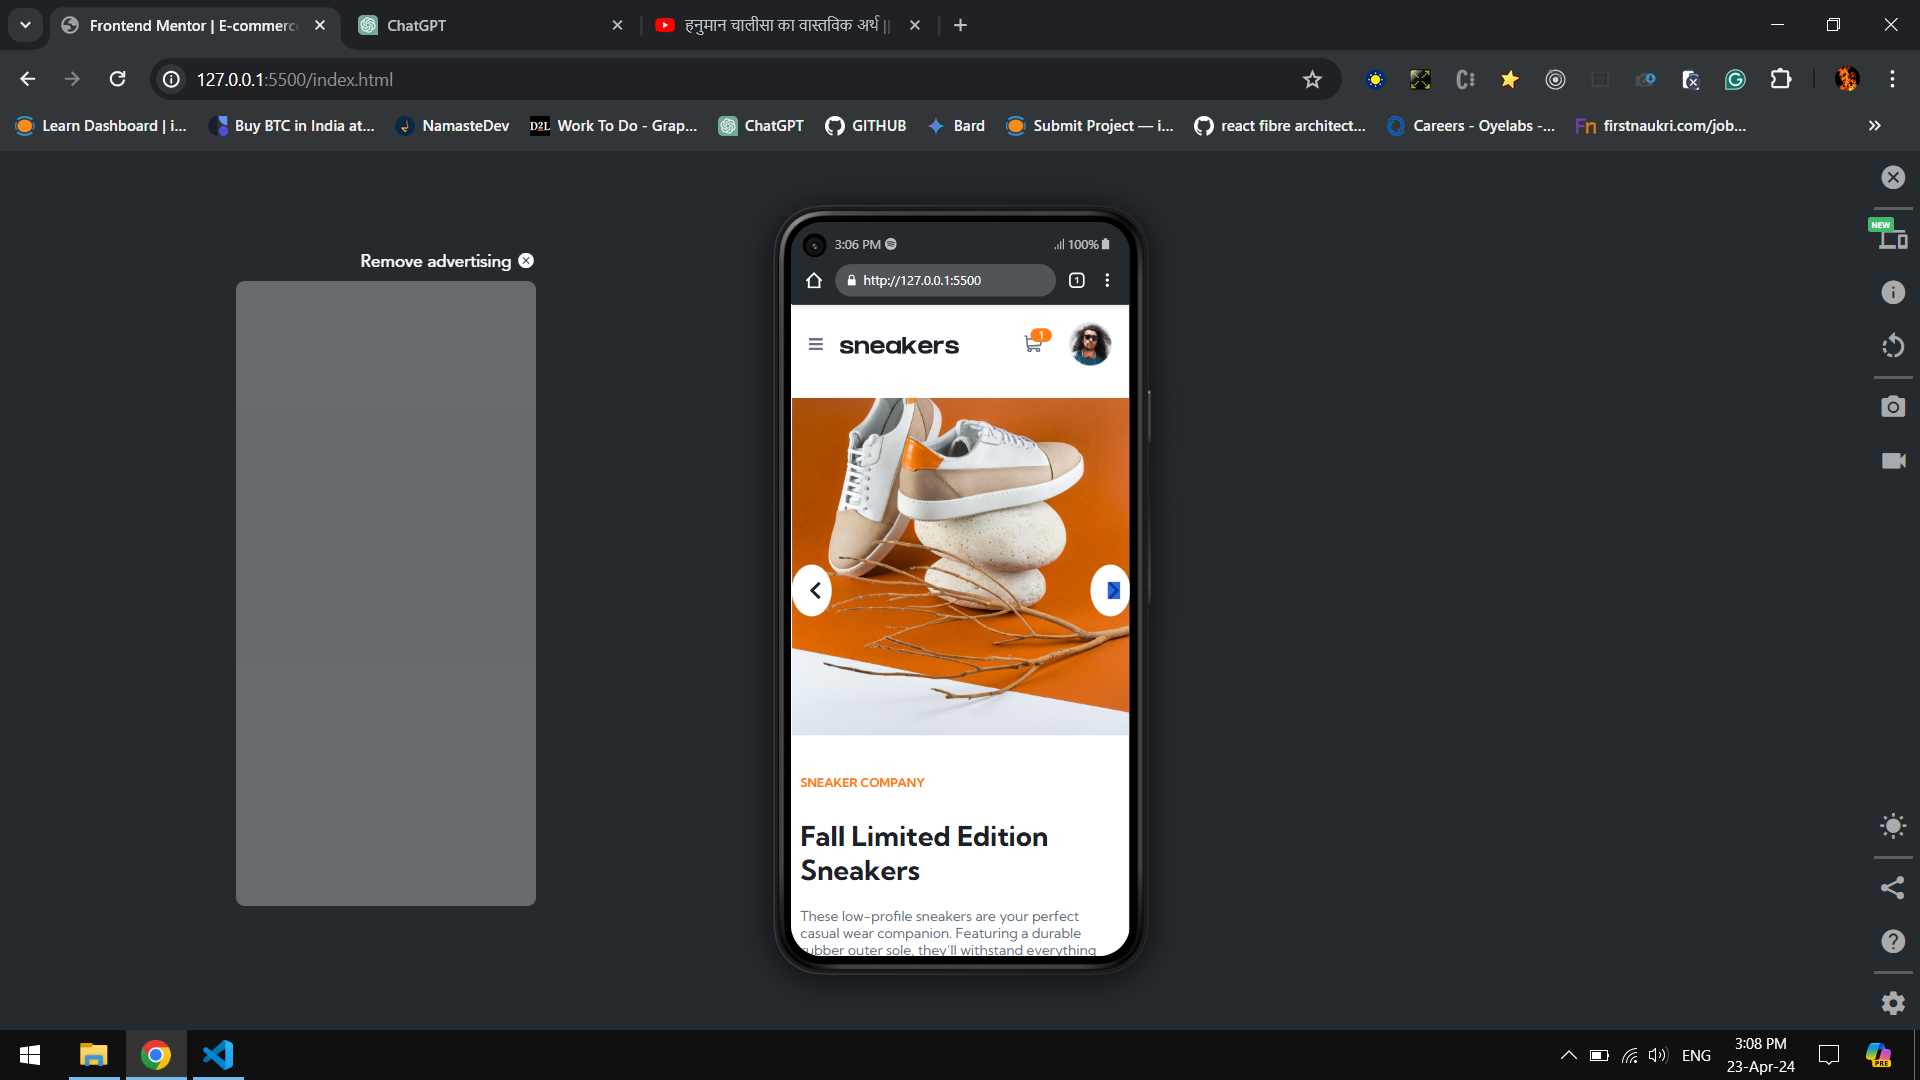 Frontend Mentor | E-commerc
ChatGPT
हनुमान चालीसा का वास्तविक अर्थ ||
127.0.0.1:5500/index.html
Learn Dashboard | i...
Buy BTC in India at...
NamasteDev
D2L
Work To Do - Grap...
ChatGPT
GITHUB
Bard
Submit Project — i...
react fibre architect...
Careers - Oyelabs -...
Fn
firstnaukri.com/job...
NEW
Remove advertising
3:06 PM
100%
http://127.0.0.1:5500
1
sneakers
1
SNEAKER COMPANY
Fall Limited Edition
Sneakers
These low-profile sneakers are your perfect
casual wear companion. Featuring a durable
rubber outer sole, they'll withstand everything
ENG
3:08 PM
23-Apr-24
PRE